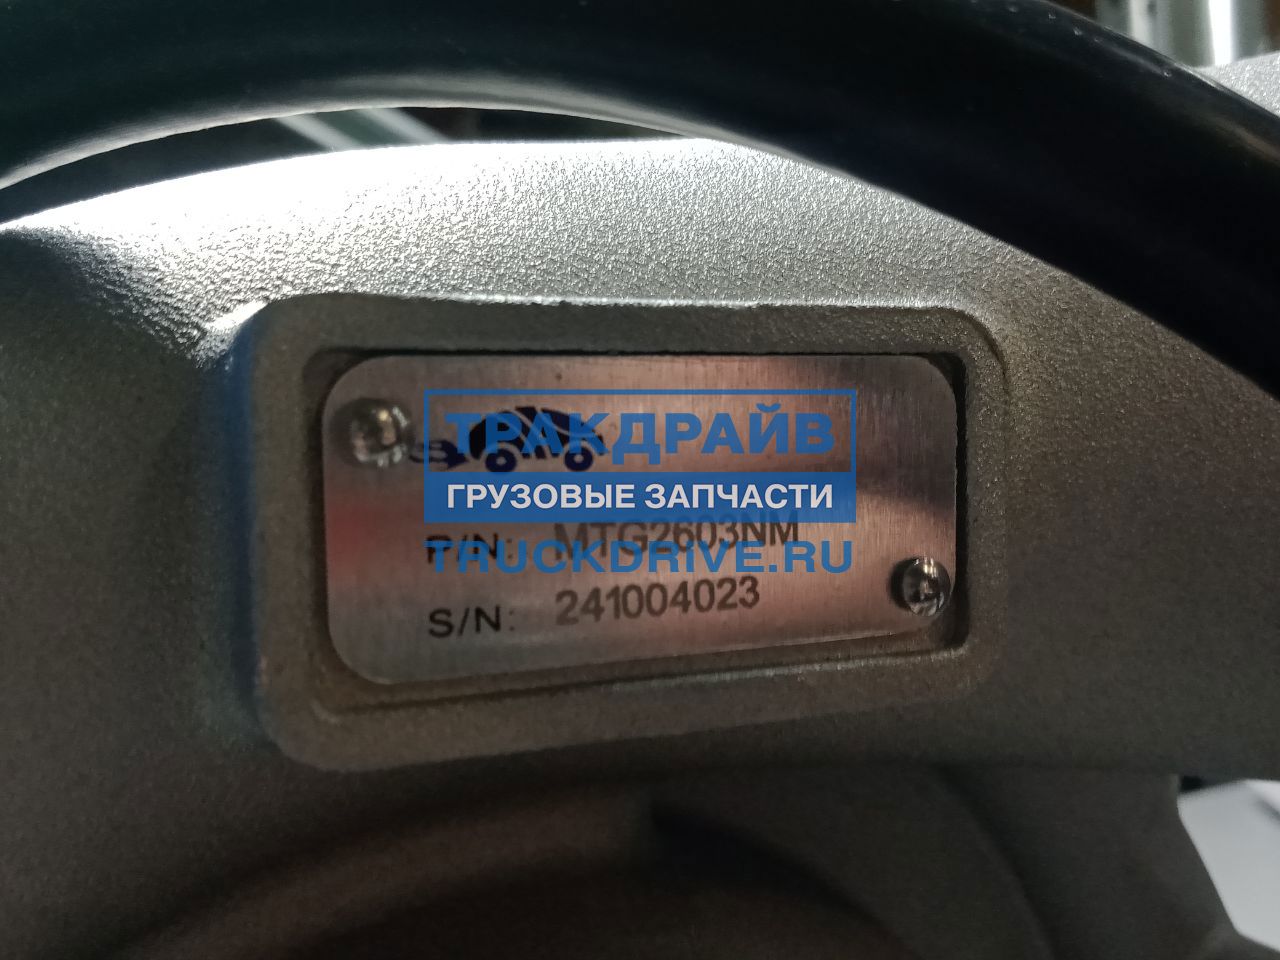 ТРАКДРАЙВ
ГРУЗОВЫЕ ЗАПЧАСТИ
P/N: MTG2603NM
TRUCKDRIVE.RU
S/N: 241004023